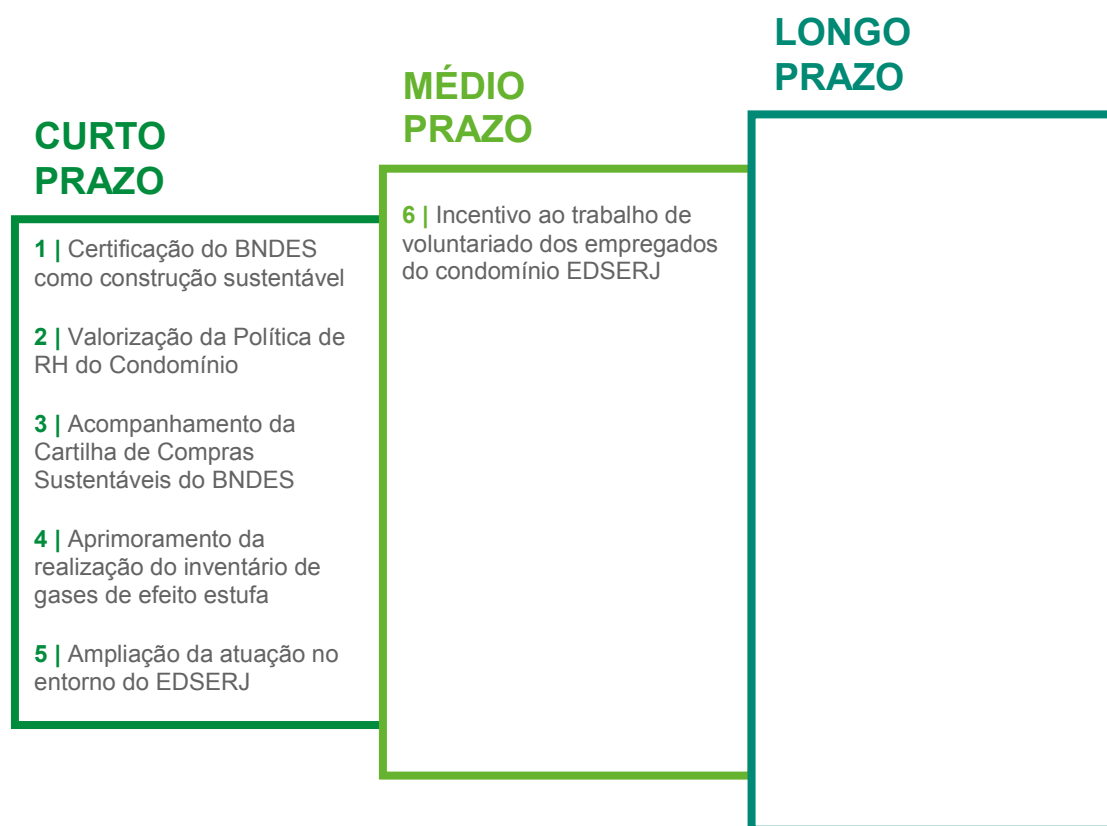 CURTO
PRAZO
1 | Certificação do BNDES
como construção sustentável
2 | Valorização da Política de
RH do Condomínio
3 | Acompanhamento da
Cartilha de Compras
Sustentáveis do BNDES
4 | Aprimoramento da
realização do inventário de
gases de efeito estufa
5 | Ampliação da atuação no
entorno do EDSERJ
MÉDIO
PRAZO
6 | Incentivo ao trabalho de
voluntariado dos empregados
do condomínio EDSERJ
LONGO
PRAZO